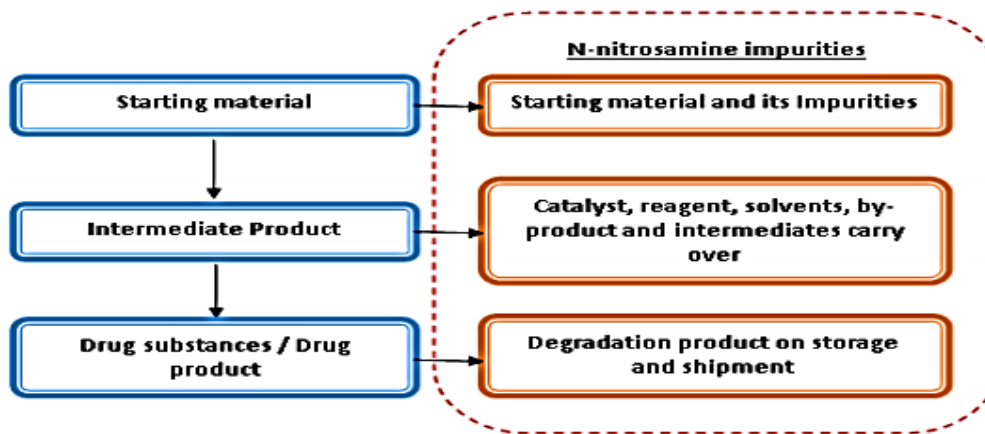 N-nitrosamine impurities
Starting material
Starting material and its Impurities
Intermediate Product
Catalyst, reagent, solvents, by-
product and intermediates carry
over
Drug substances / Drug
product
Degradation product on storage
and shipment